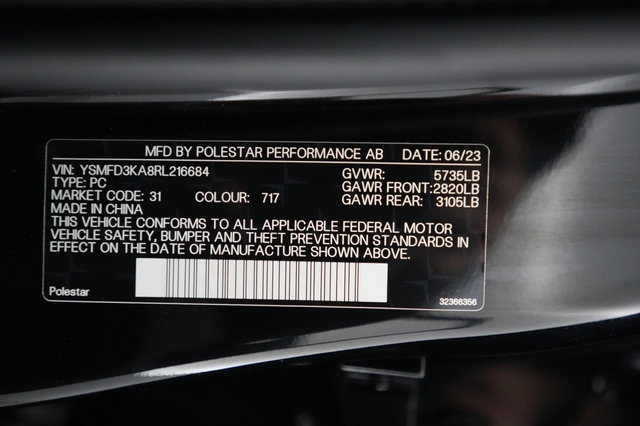 MFD BY POLESTAR PERFORMANCE AB DATE: 06/23
VIN: YSMFD3KA8RL216684 GVWR: 5735LB
TYPE: PC GAWR FRONT:2820LB
MARKET CODE: 31 COLOUR: 717 GAWR REAR: 3105LB
MADE IN CHINA
THIS VEHICLE CONFORMS TO ALL APPLICABLE FEDERAL MOTOR
VEHICLE SAFETY, BUMPER AND THEFT PREVENTION STANDARDS IN
EFFECT ON THE DATE OF MANUFACTURE SHOWN ABOVE.
Polestar 32366356